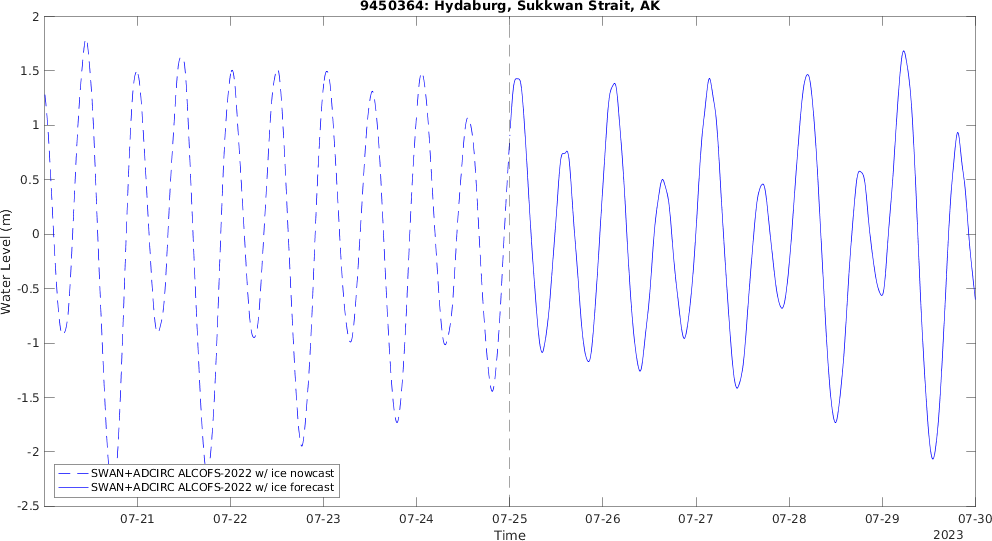 9450364: Hydaburg, Sukkwan Strait, AK
2
1.5
1
0.5
0
-0.5
-1
-1.5
-2
-2.5
Water Level (m)
SWAN+ADCIRC ALCOFS-2022 w/ ice nowcast
SWAN+ADCIRC ALCOFS-2022 w/ ice forecast
07-21 07-22 07-23 07-24 07-25 07-26 07-27 07-28 07-29 07-30
Time
2023